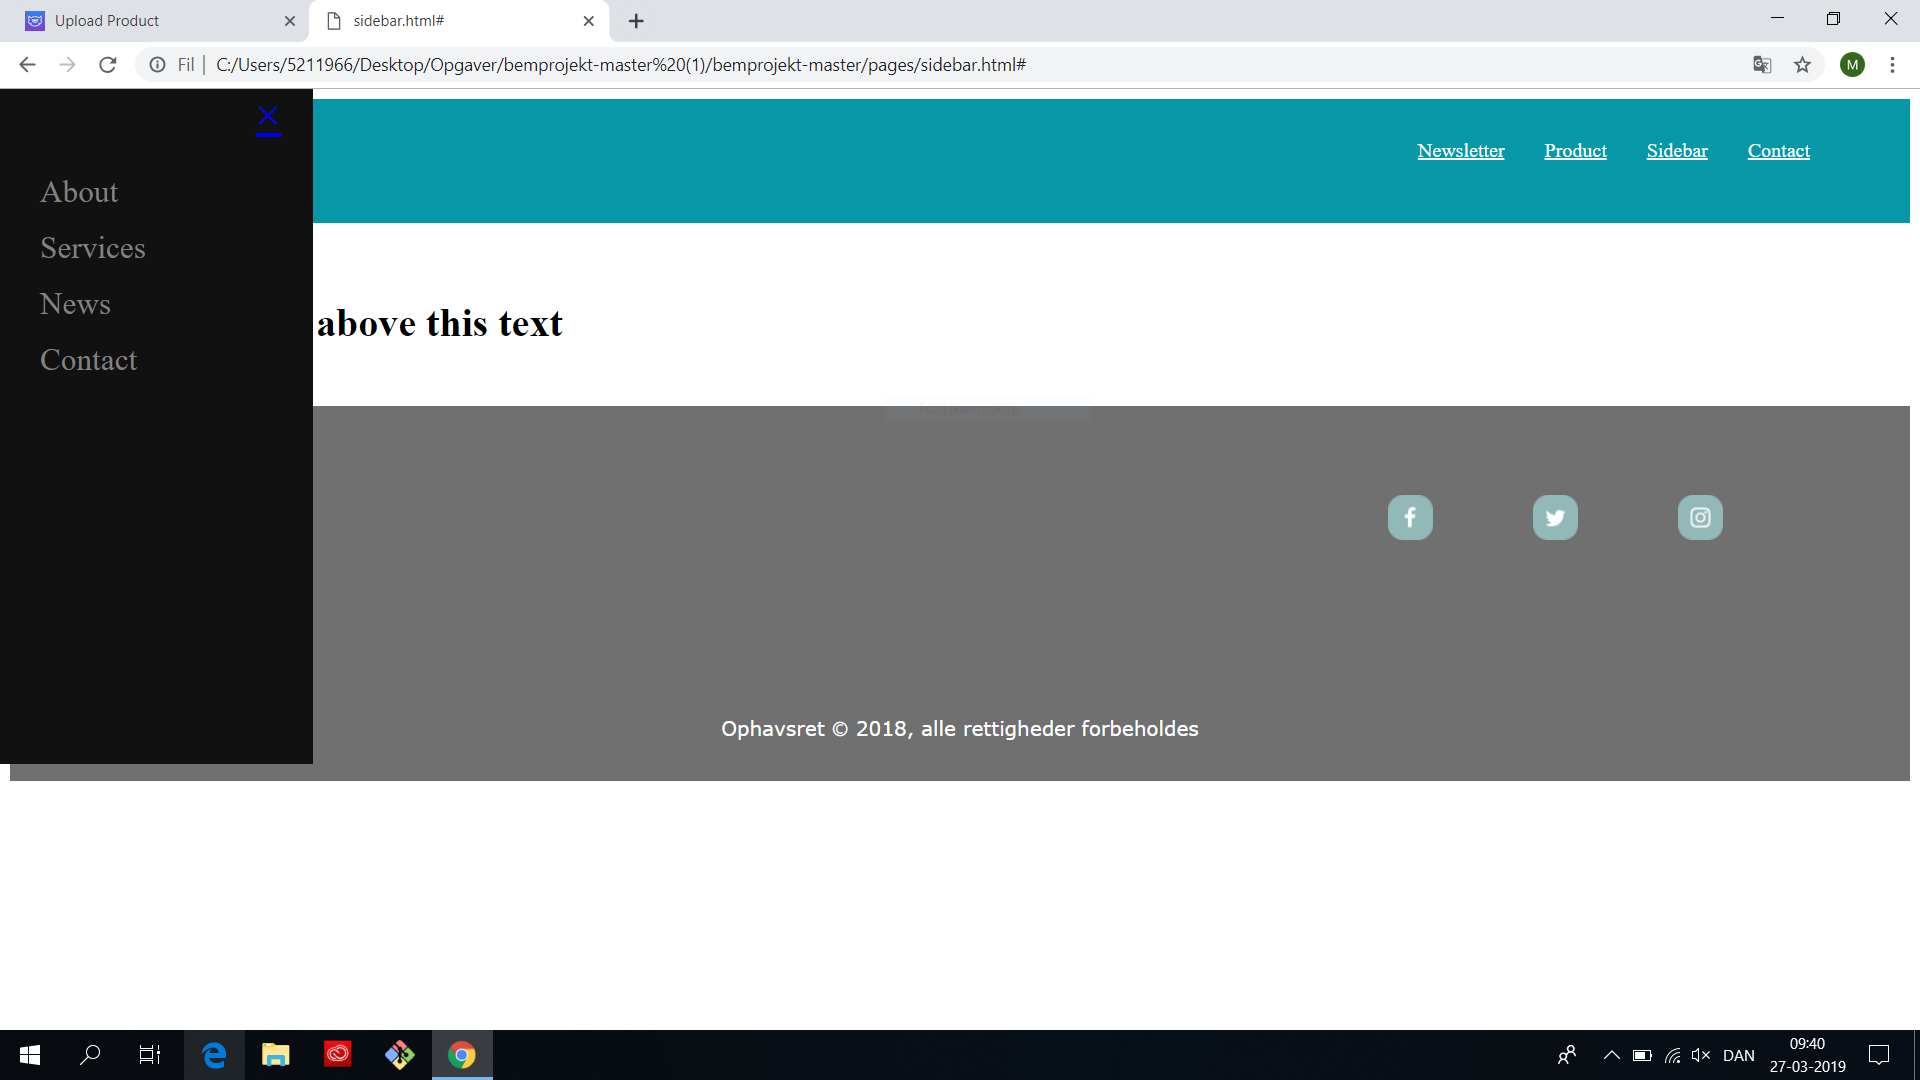 Upload Product
sidebar.html#
Fil
C:/Users/5211966/Desktop/Opgaver/bemprojekt-master%20(1)/bemprojekt-master/pages/sidebar.html#
M
×
Newsletter Product Sidebar Contact
About
Services
News
Contact
above this text
Ophavsret © 2018, alle rettigheder forbeholdes
DAN
09:40
27-03-2019